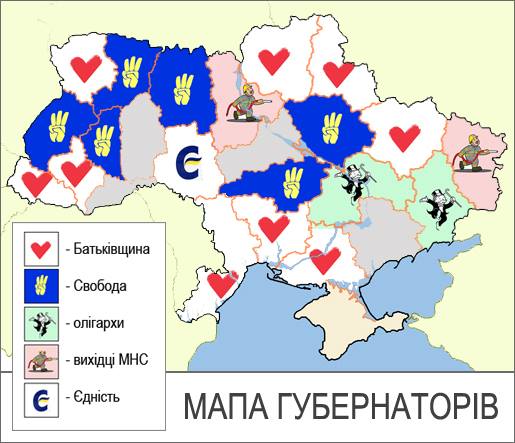 - Батьківщина
- Свобода
- олігархи
- вихідці МНС
- Єдність
МАПА ГУБЕРНАТОРІВ